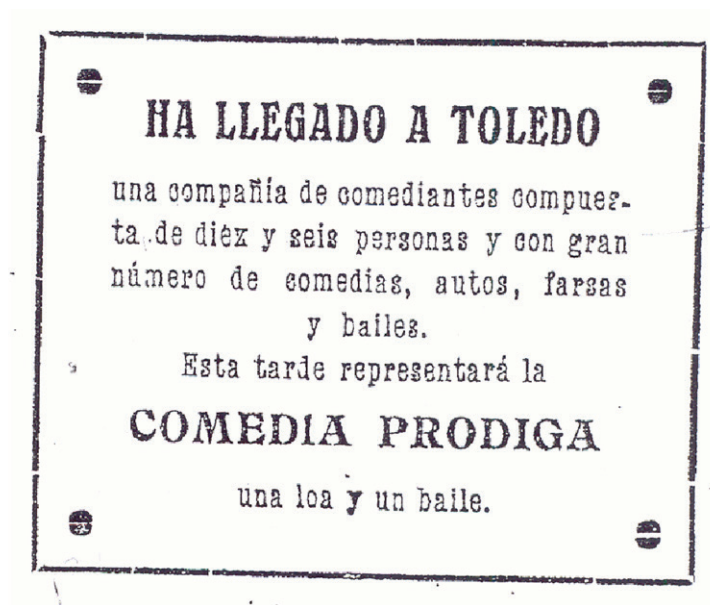 HA LLEGADO A TOLEDO
una compañía de comediantes compues-
ta de diez y seis personas y con gran
número de comedias, autos, farsas
y bailes.
Esta tarde representará la
COMEDIA PRODIGA
una loa y un baile.